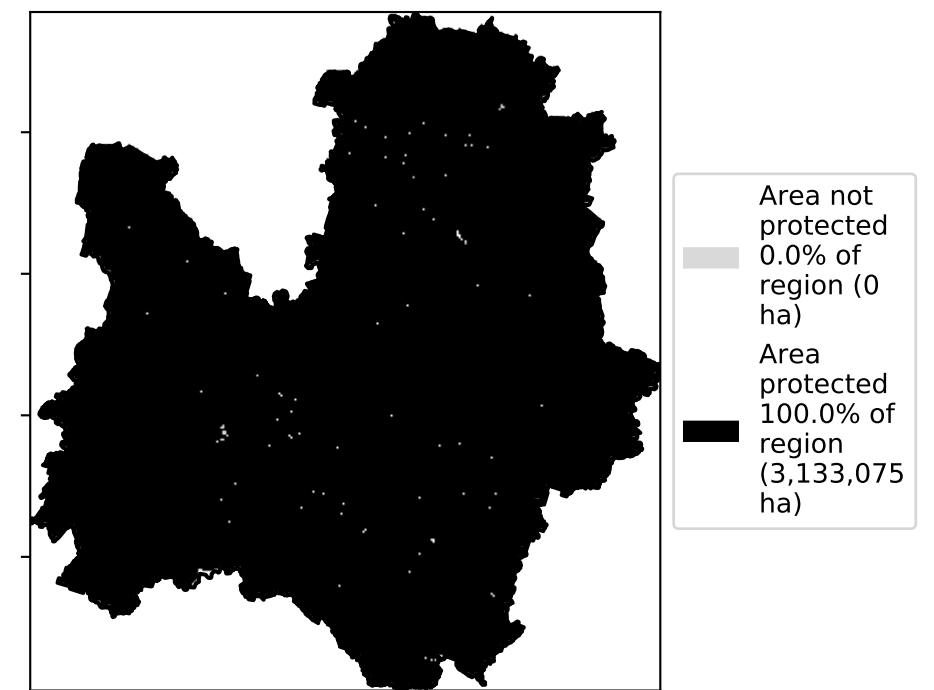 Area not
protected
0.0% of
region (0
ha)
Area
protected
100.0% of
region
(3,133,075
ha)